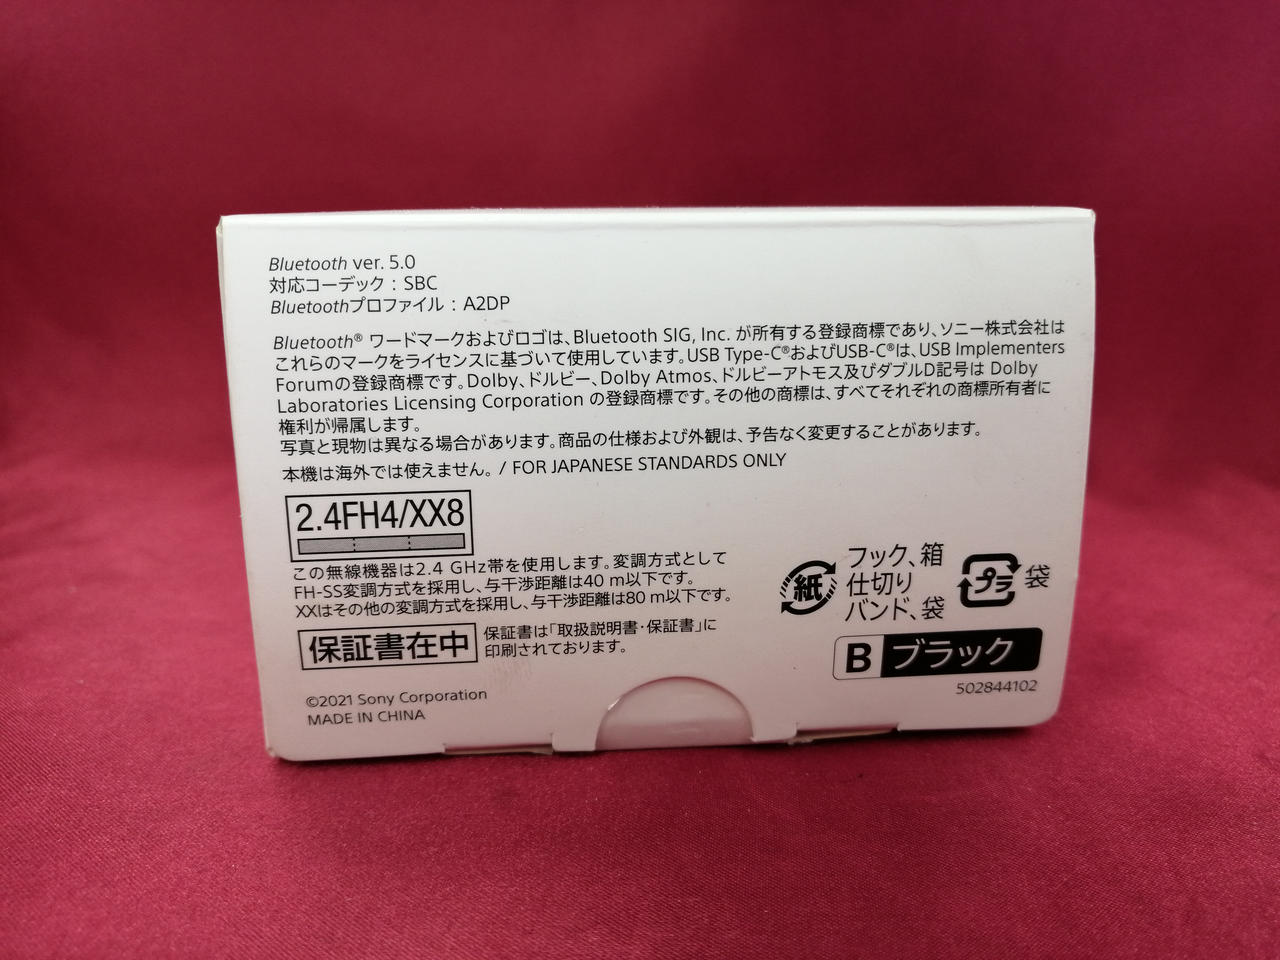 Bluetooth ver. 5.0
対応コーデック : SBC
Bluetoothプロファイル : A2DP
Bluetooth® ワードマークおよびロゴは、Bluetooth SIG, Inc. が所有する登録商標であり、ソニー株式会社は
これらのマークをライセンスに基づいて使用しています。USB Type-C®およびUSB-C®は、USB Implementers
Forumの登録商標です。Dolby、ドルビー、Dolby Atmos、ドルビーアトモス及びダブルD記号は Dolby
Laboratories Licensing Corporation の登録商標です。その他の商標は、すべてそれぞれの商標所有者に
権利が帰属します。
写真と現物は異なる場合があります。商品の仕様および外観は、予告なく変更することがあります。
本機は海外では使えません。 / FOR JAPANESE STANDARDS ONLY
2.4FH4/XX8
この無線機器は2.4 GHz帯を使用します。変調方式として
FH-SS変調方式を採用し、与干渉距離は40 m以下です。
XXはその他の変調方式を採用し、与干渉距離は80 m以下です。
保証書在中
保証書は「取扱説明書・保証書」に
印刷されております。
©2021 Sony Corporation
MADE IN CHINA
紙
フック、箱
仕切り
バンド、袋
プラ
袋
B ブラック
502844102